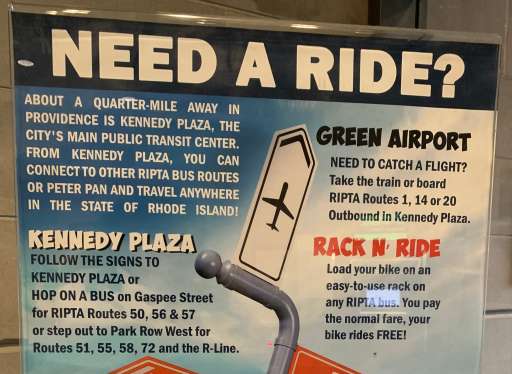 NEED A RIDE?
ABOUT A QUARTER-MILE AWAY IN
PROVIDENCE IS KENNEDY PLAZA, THE
CITY'S MAIN PUBLIC TRANSIT CENTER.
FROM KENNEDY PLAZA, YOU CAN
CONNECT TO OTHER RIPTA BUS ROUTES
OR PETER PAN AND TRAVEL ANYWHERE
IN THE STATE OF RHODE ISLAND!
KENNEDY PLAZA
FOLLOW THE SIGNS TO
KENNEDY PLAZA or
HOP ON A BUS on Gaspee Street
for RIPTA Routes 50, 56 & 57
or step out to Park Row West for
Routes 51, 55, 58, 72 and the R-Line.
GREEN AIRPORT
NEED TO CATCH A FLIGHT?
Take the train or board
RIPTA Routes 1, 14 or 20
Outbound in Kennedy Plaza.
RACK N' RIDE
Load your bike on an
easy-to-use rack on
any RIPTA bus. You pay
the normal fare, your
bike rides FREE!